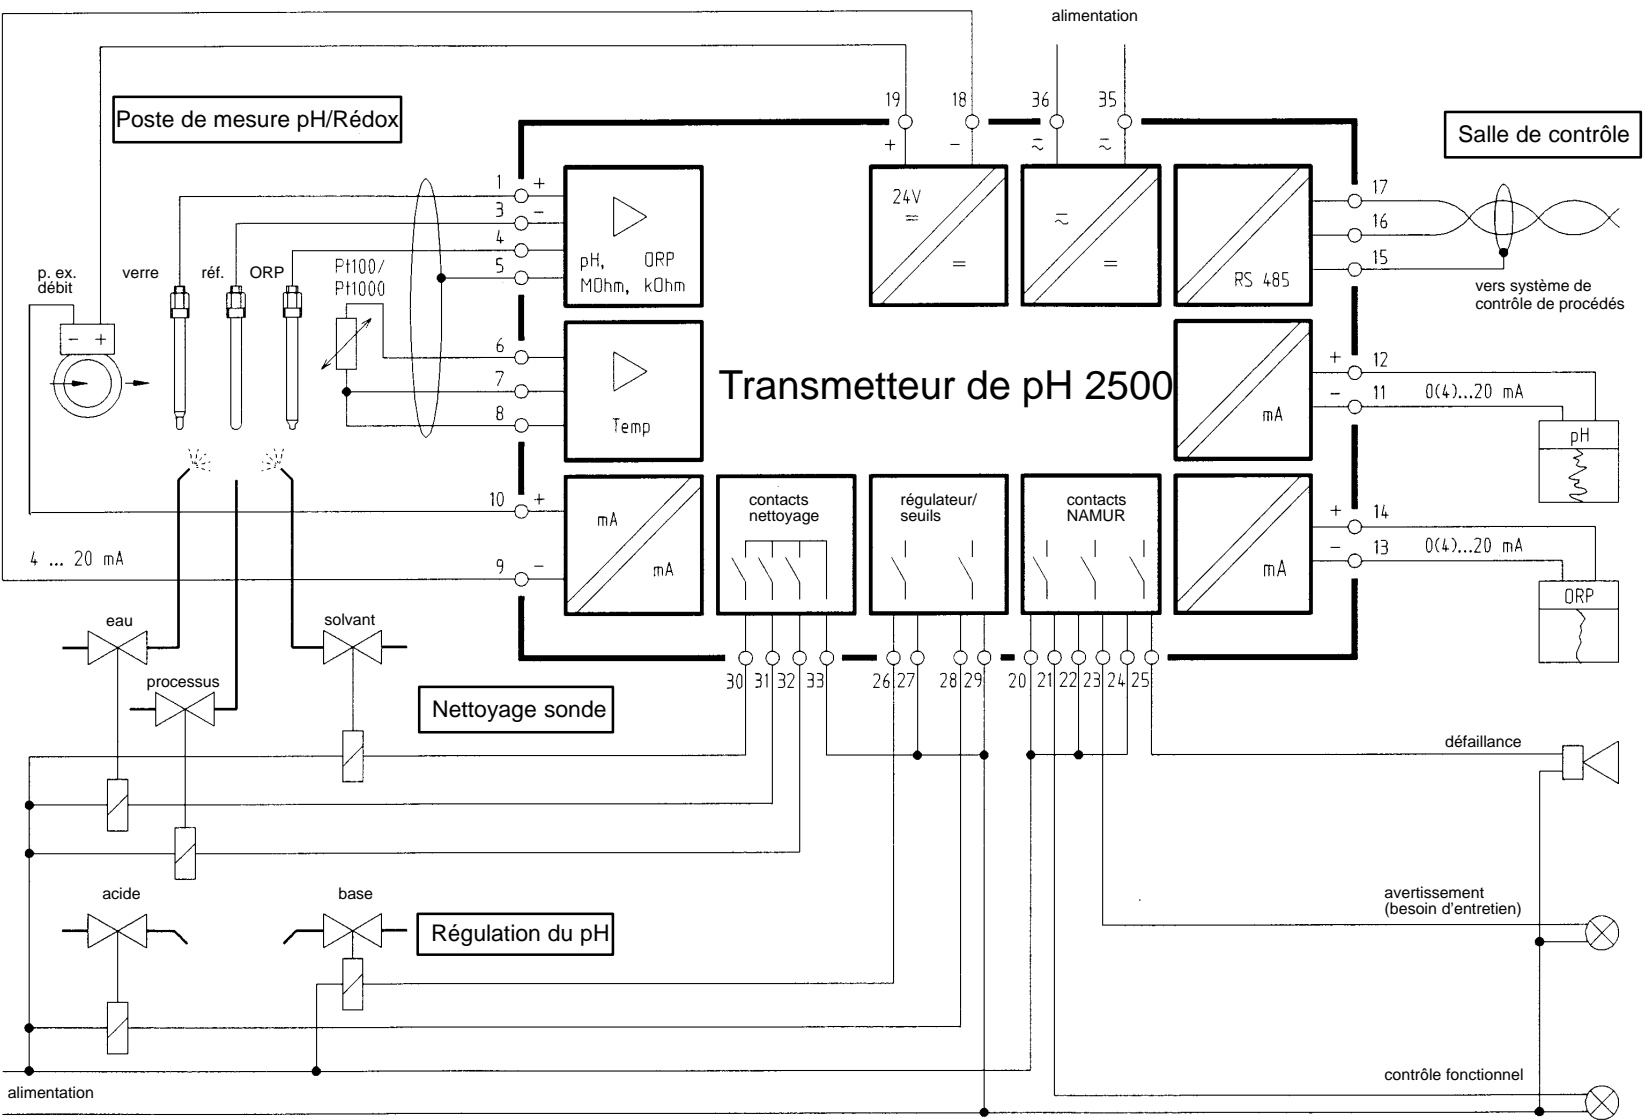 alimentation
19
18
36
35
+
-
≂
≂
Poste de mesure pH/Rédox
Salle de contrôle
1
+
3
-
4
5
pH, ORP
MOhm, kOhm
24V
=
=
≂
=
RS 485
17
16
15
vers système de
contrôle de procédés
p. ex.
débit
verre
réf.
ORP
Pt100/
Pt1000
- +
6
7
8
Temp
Transmetteur de pH 2500
mA
+
12
-
11
0(4)...20 mA
pH
10
+
9
-
mA
mA
4 ... 20 mA
contacts
nettoyage
régulateur/
seuils
contacts
NAMUR
mA
+
14
-
13
0(4)...20 mA
ORP
eau
solvant
processus
30
31
32
33
26
27
28
29
20
21
22
23
24
25
Nettoyage sonde
défaillance
acide
base
Régulation du pH
avertissement
(besoin d'entretien)
contrôle fonctionnel
alimentation